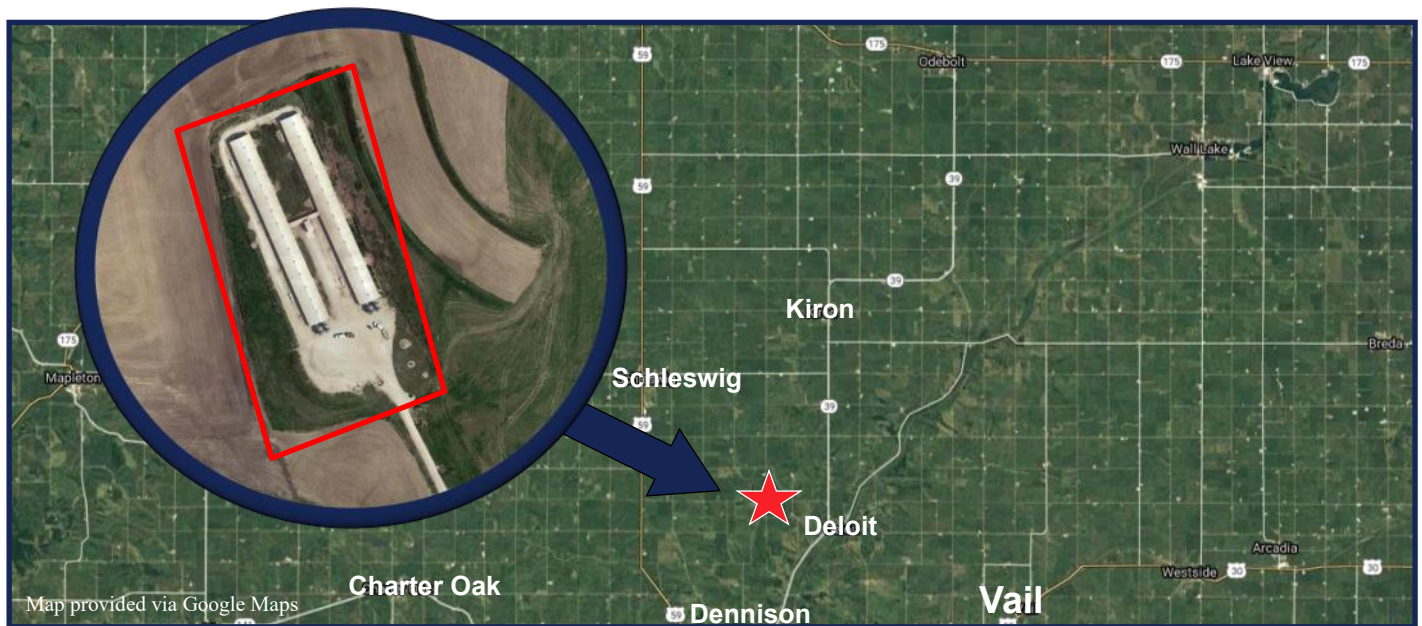 175
59
Odebolt
175
Lake View
175
Wall Lake
59
39
39
Kiron
175
Breda
Mapleton
Schleswig
39
59
Deloit
Arcadia
Charter Oak
Westside
30
30
Map provided via Google Maps
59
Dennison
Vail